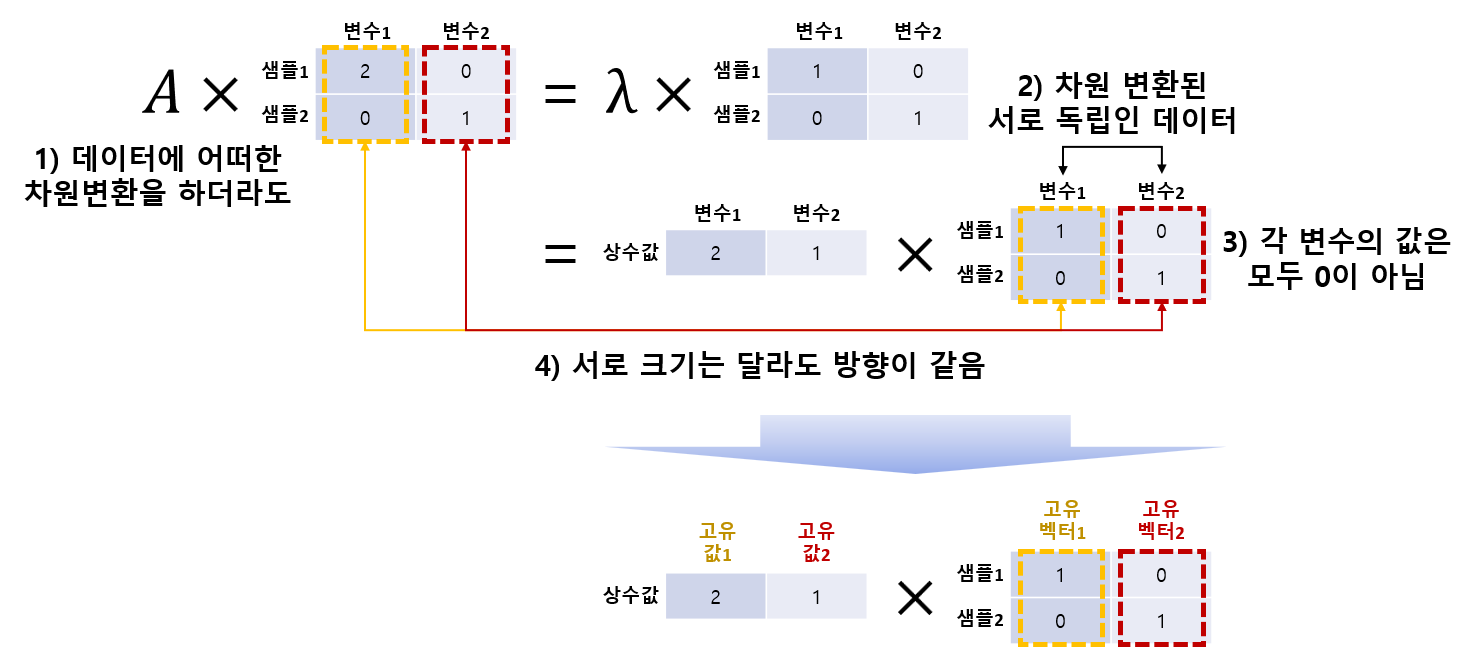 변수1 변수2
A × 샘플1 2 0 = λ × 샘플1 1 0
샘플2 0 1 샘플2 0 1
변수1 변수2
1) 데이터에 어떠한
차원변환을 하더라도
2) 차원 변환된
서로 독립인 데이터
변수1 변수2
= 상수값 2 1 ×
변수1 변수2
샘플1 1 0
샘플2 0 1
3) 각 변수의 값은
모두 0이 아님
4) 서로 크기는 달라도 방향이 같음
고유
값1
고유
값2
상수값 2 1 ×
고유
벡터1
고유
벡터2
샘플1 1 0
샘플2 0 1